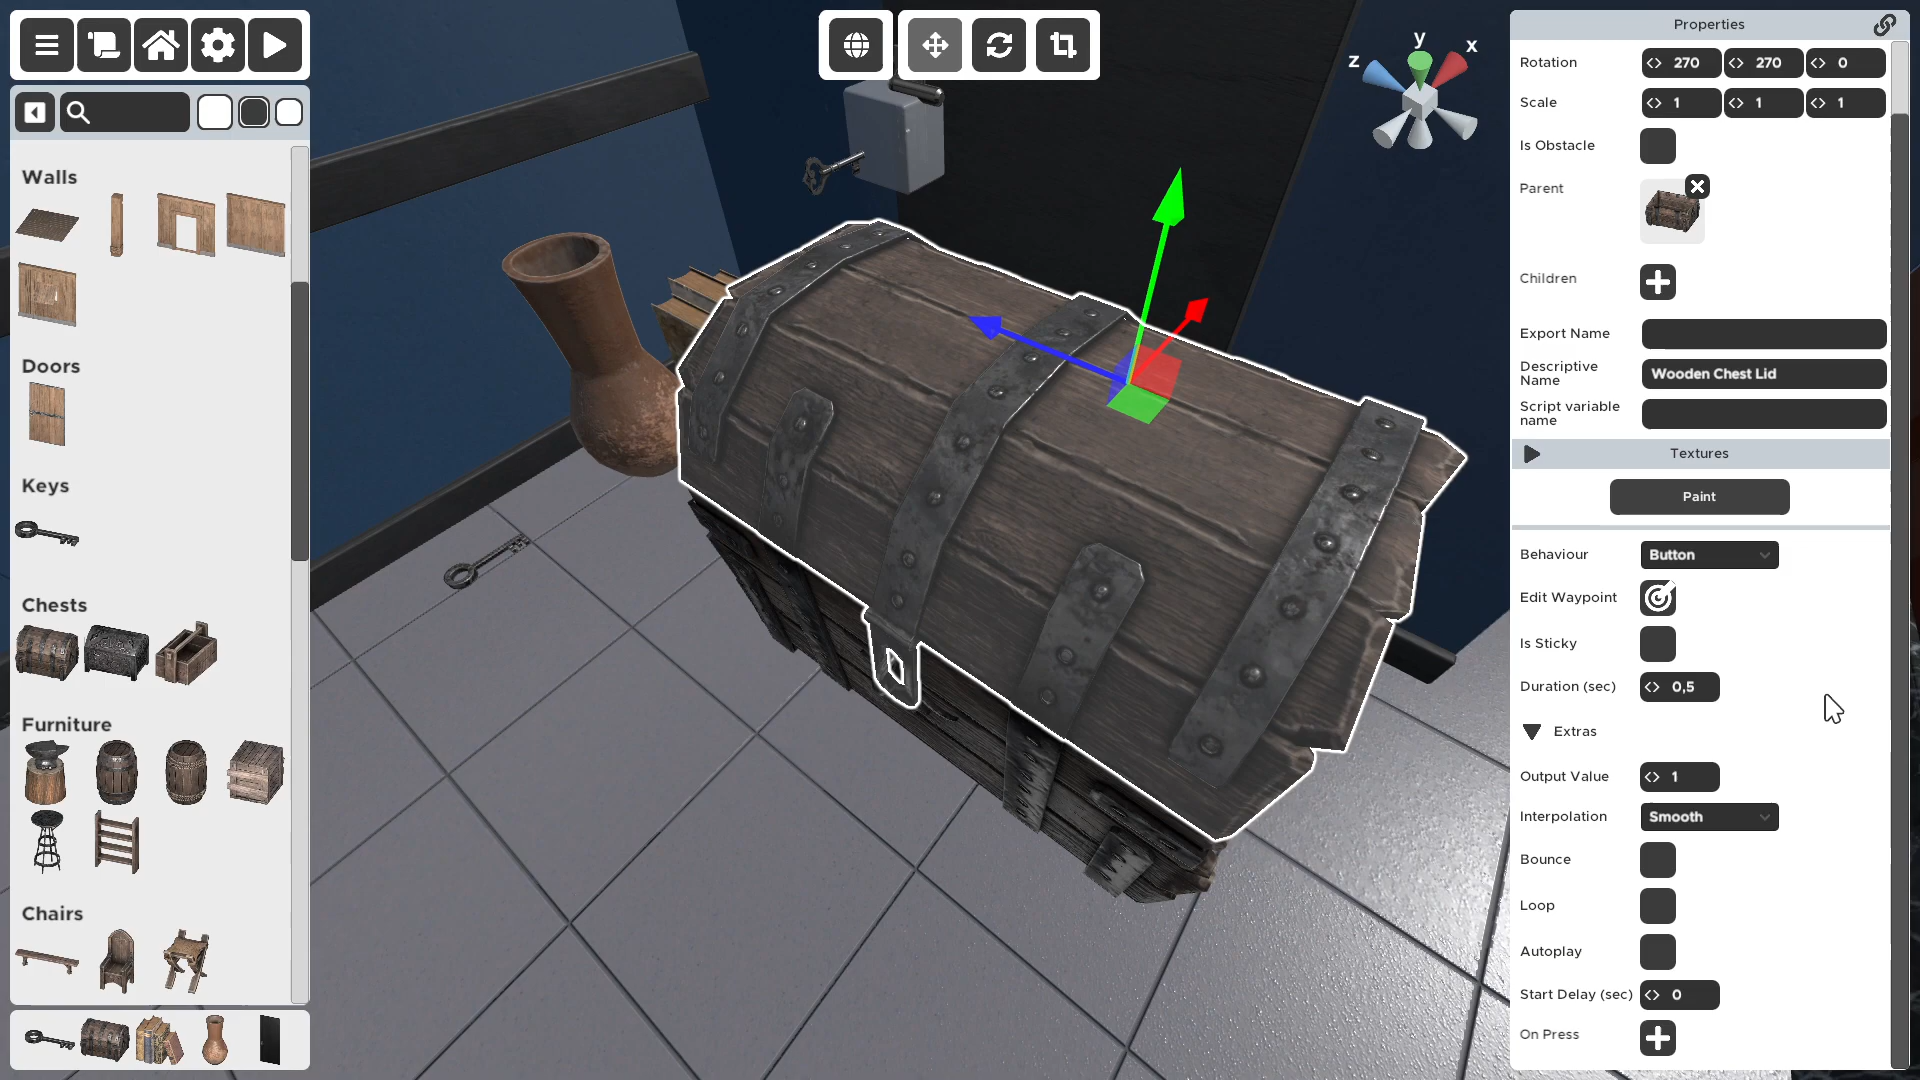 Walls
Doors
Keys
Chests
Furniture
Chairs
y
x
z
Properties
Rotation <> 270 <> 270 <> 0
Scale <> 1 <> 1 <> 1
Is Obstacle
Parent
Children
Export Name
Descriptive
Name
Wooden Chest Lid
Script variable
name
Textures
Paint
Behaviour Button
Edit Waypoint
Is Sticky
Duration (sec) <> 0,5
Extras
Output Value <> 1
Interpolation Smooth
Bounce
Loop
Autoplay
Start Delay (sec) <> 0
On Press